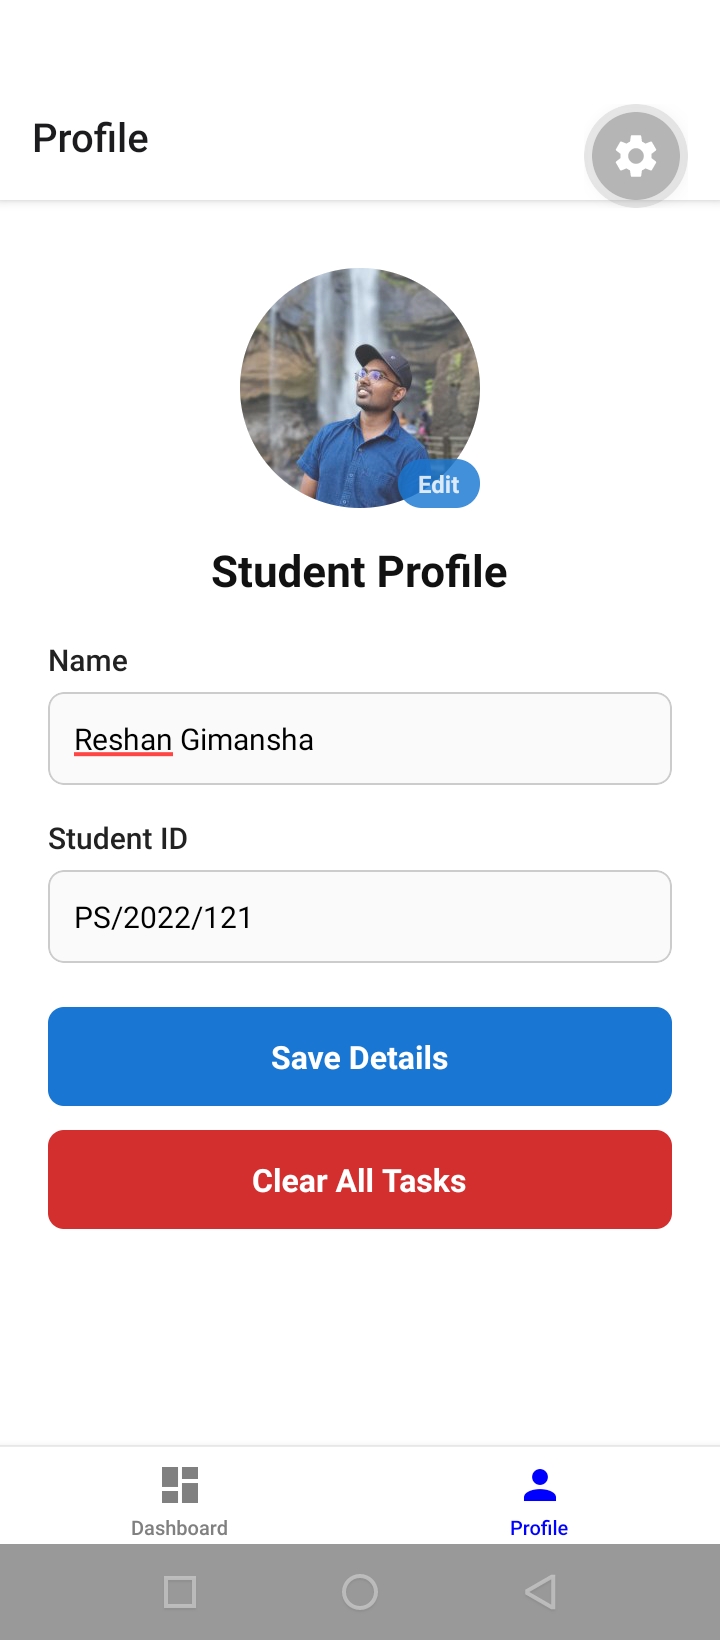 Profile
Edit
Student Profile
Name
Reshan Gimansha
Student ID
PS/2022/121
Save Details
Clear All Tasks
Dashboard
Profile